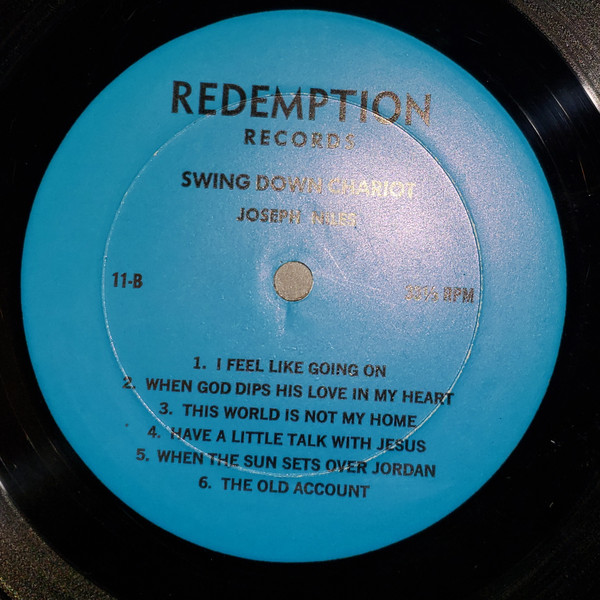 REDEMPTION
RECORDS
SWING DOWN CHARIOT
JOSEPH NILES
11-B
33⅓ RPM
1. I FEEL LIKE GOING ON
2. WHEN GOD DIPS HIS LOVE IN MY HEART
3. THIS WORLD IS NOT MY HOME
4. HAVE A LITTLE TALK WITH JESUS
5. WHEN THE SUN SETS OVER JORDAN
6. THE OLD ACCOUNT